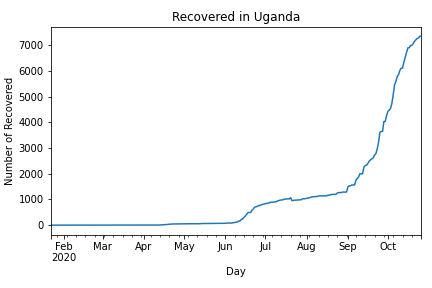 Recovered in Uganda
Number of Recovered
7000
6000
5000
4000
3000
2000
1000
0
Feb Mar Apr May Jun Jul Aug Sep Oct
2020
Day